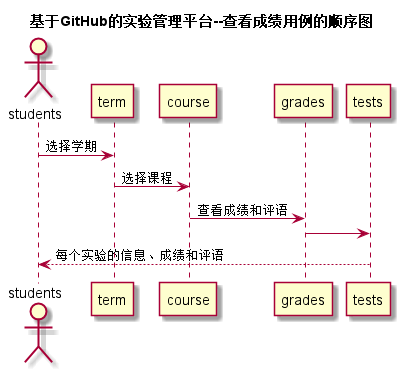 基于GitHub的实验管理平台--查看成绩用例的顺序图
students
term course grades tests
选择学期
选择课程
查看成绩和评语
每个实验的信息、成绩和评语
students
term course grades tests